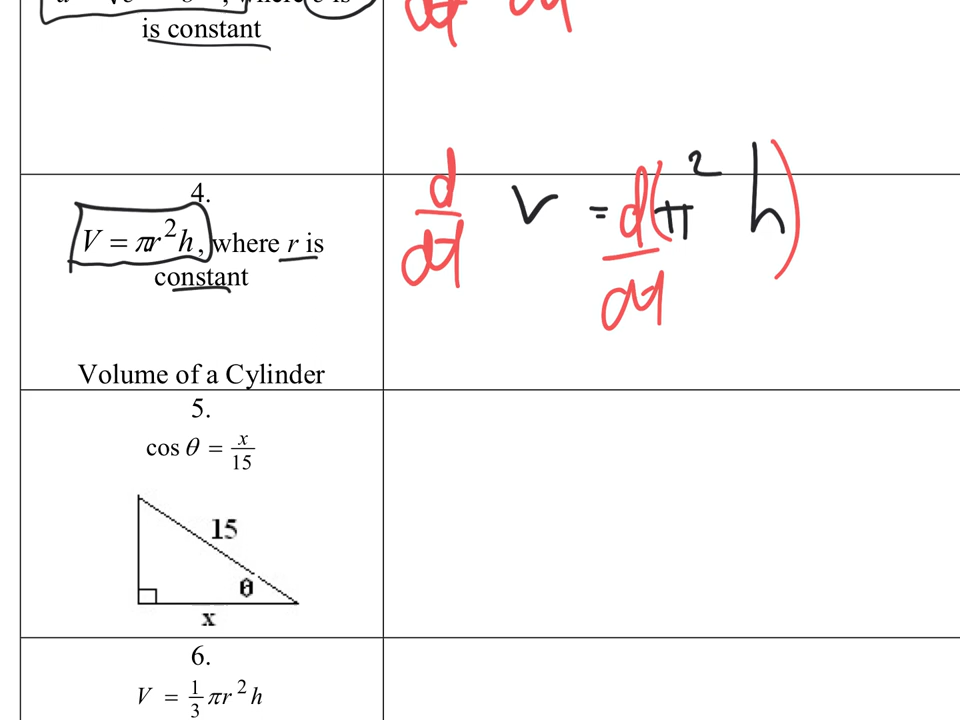 is constant
4.
V = πr²h, where r is
constant
Volume of a Cylinder
d/dt V = d/dt (π² h)
5.
cos θ = x/15
15
θ
x
6.
V = 1/3 πr²h